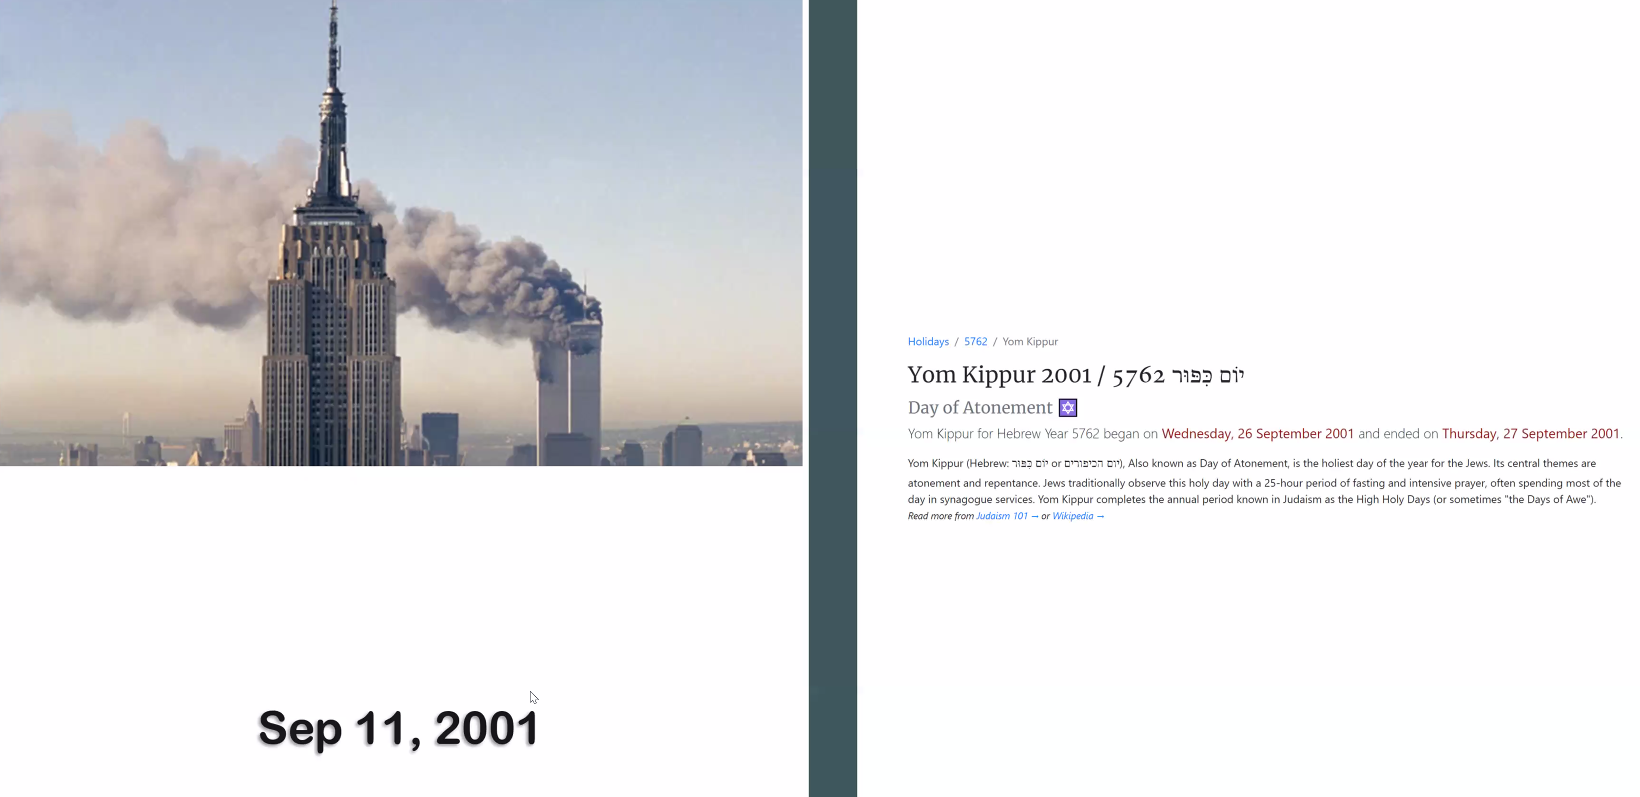 Sep 11, 2001
Holidays / 5762 / Yom Kippur
Yom Kippur 2001 / 5762 יוֹם כִּפּוּר
Day of Atonement
Yom Kippur for Hebrew Year 5762 began on Wednesday, 26 September 2001 and ended on Thursday, 27 September 2001.
Yom Kippur (Hebrew: יוֹם כִּפּוּר or יום הכיפורים), Also known as Day of Atonement, is the holiest day of the year for the Jews. Its central themes are
atonement and repentance. Jews traditionally observe this holy day with a 25-hour period of fasting and intensive prayer, often spending most of the
day in synagogue services. Yom Kippur completes the annual period known in Judaism as the High Holy Days (or sometimes "the Days of Awe").
Read more from Judaism 101 → or Wikipedia →